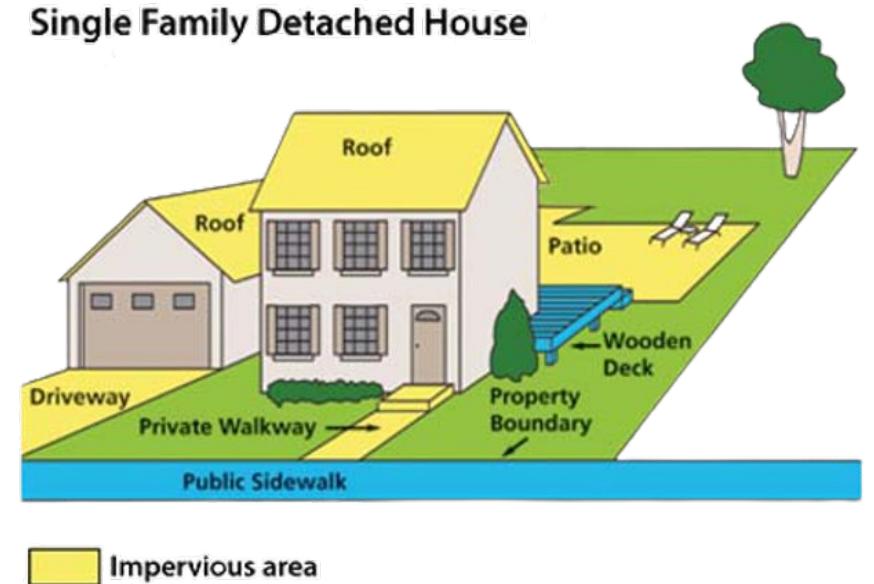 Single Family Detached House
Roof
Roof
Patio
Wooden
Deck
Driveway
Property
Boundary
Private Walkway
Public Sidewalk
Impervious area